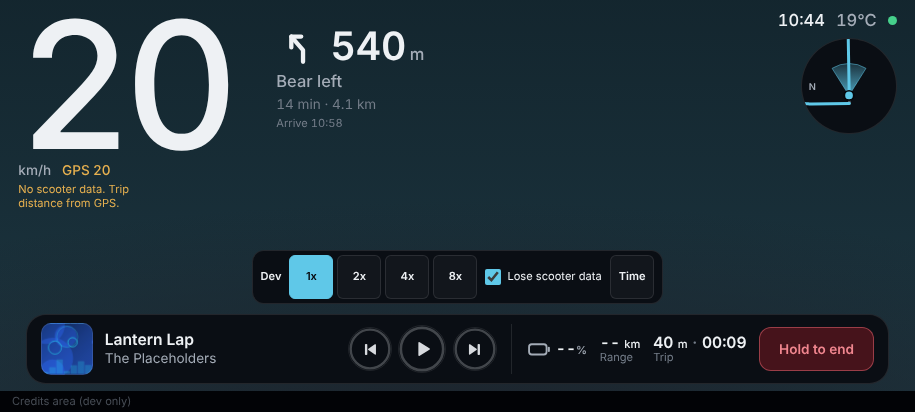 20
km/h GPS 20
No scooter data. Trip
distance from GPS.
540 m
Bear left
14 min · 4.1 km
Arrive 10:58
10:44 19°C
N
Dev 1x 2x 4x 8x Lose scooter data Time
Lantern Lap
The Placeholders
--% -- km 40 m · 00:09
Range Trip
Hold to end
Credits area (dev only)